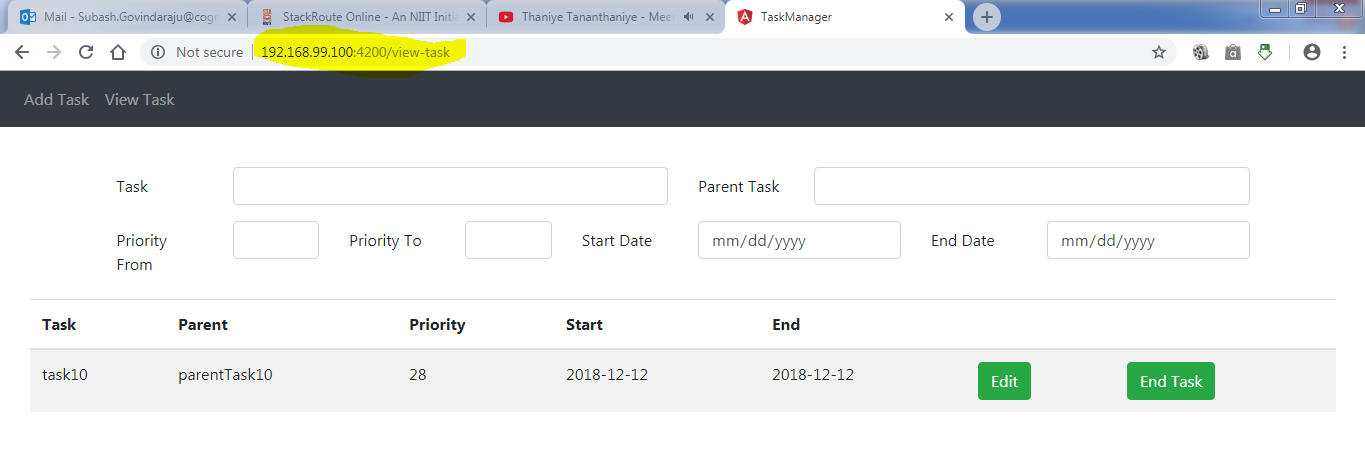 Mail - Subash.Govindaraju@cogn
StackRoute Online - An NIIT Initia
Thaniye Tananthaniye - Meer
TaskManager
Not secure
192.168.99.100:4200/view-task
Add Task View Task
Task Parent Task
Priority From Priority To Start Date mm/dd/yyyy End Date mm/dd/yyyy
Task Parent Priority Start End
task10 parentTask10 28 2018-12-12 2018-12-12 Edit End Task